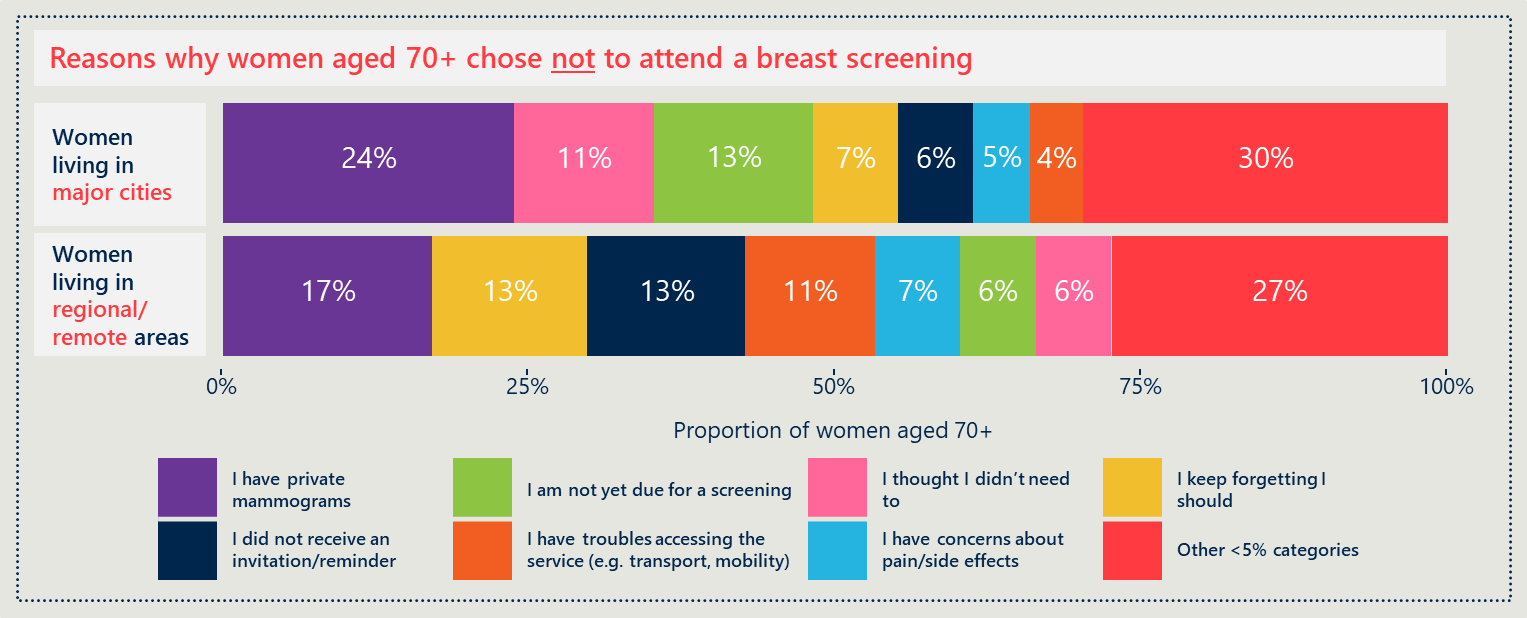 Reasons why women aged 70+ chose not to attend a breast screening
Women
living in
major cities
24%
11%
13%
7%
6%
5%
4%
30%
Women
living in
regional/
remote areas
17%
13%
13%
11%
7%
6%
6%
27%
0%
25%
50%
75%
100%
Proportion of women aged 70+
I have private
mammograms
I am not yet due for a screening
I thought I didn't need
to
I keep forgetting I
should
I did not receive an
invitation/reminder
I have troubles accessing the
service (e.g. transport, mobility)
I have concerns about
pain/side effects
Other <5% categories